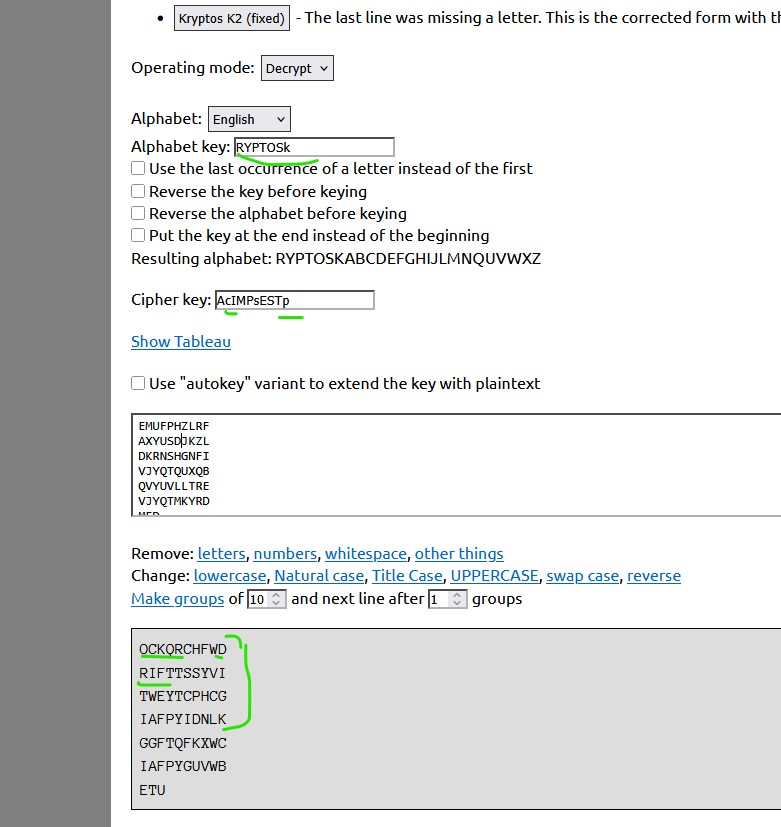 Kryptos K2 (fixed) - The last line was missing a letter. This is the corrected form with
Operating mode: Decrypt
Alphabet: English
Alphabet key: RYPTOSk
Use the last occurrence of a letter instead of the first
Reverse the key before keying
Reverse the alphabet before keying
Put the key at the end instead of the beginning
Resulting alphabet: RYPTOSKABCDEFGHIJLMNQUVWXZ
Cipher key: AcIMPsESTp
Show Tableau
Use "autokey" variant to extend the key with plaintext
EMUFPHZLRF
AXYUSDJKZL
DKRNSHGNFI
VJYQTQUXQB
QVYUVLLTRE
VJYQTMKYRD
Remove: letters, numbers, whitespace, other things
Change: lowercase, Natural case, Title Case, UPPERCASE, swap case, reverse
Make groups of 10 and next line after 1 groups
OCKQRCHFWD
RIFTTSSYVI
TWEYTCPHCG
IAFPYIDNLK
GGFTQFKXWC
IAFPYGUVWB
ETU